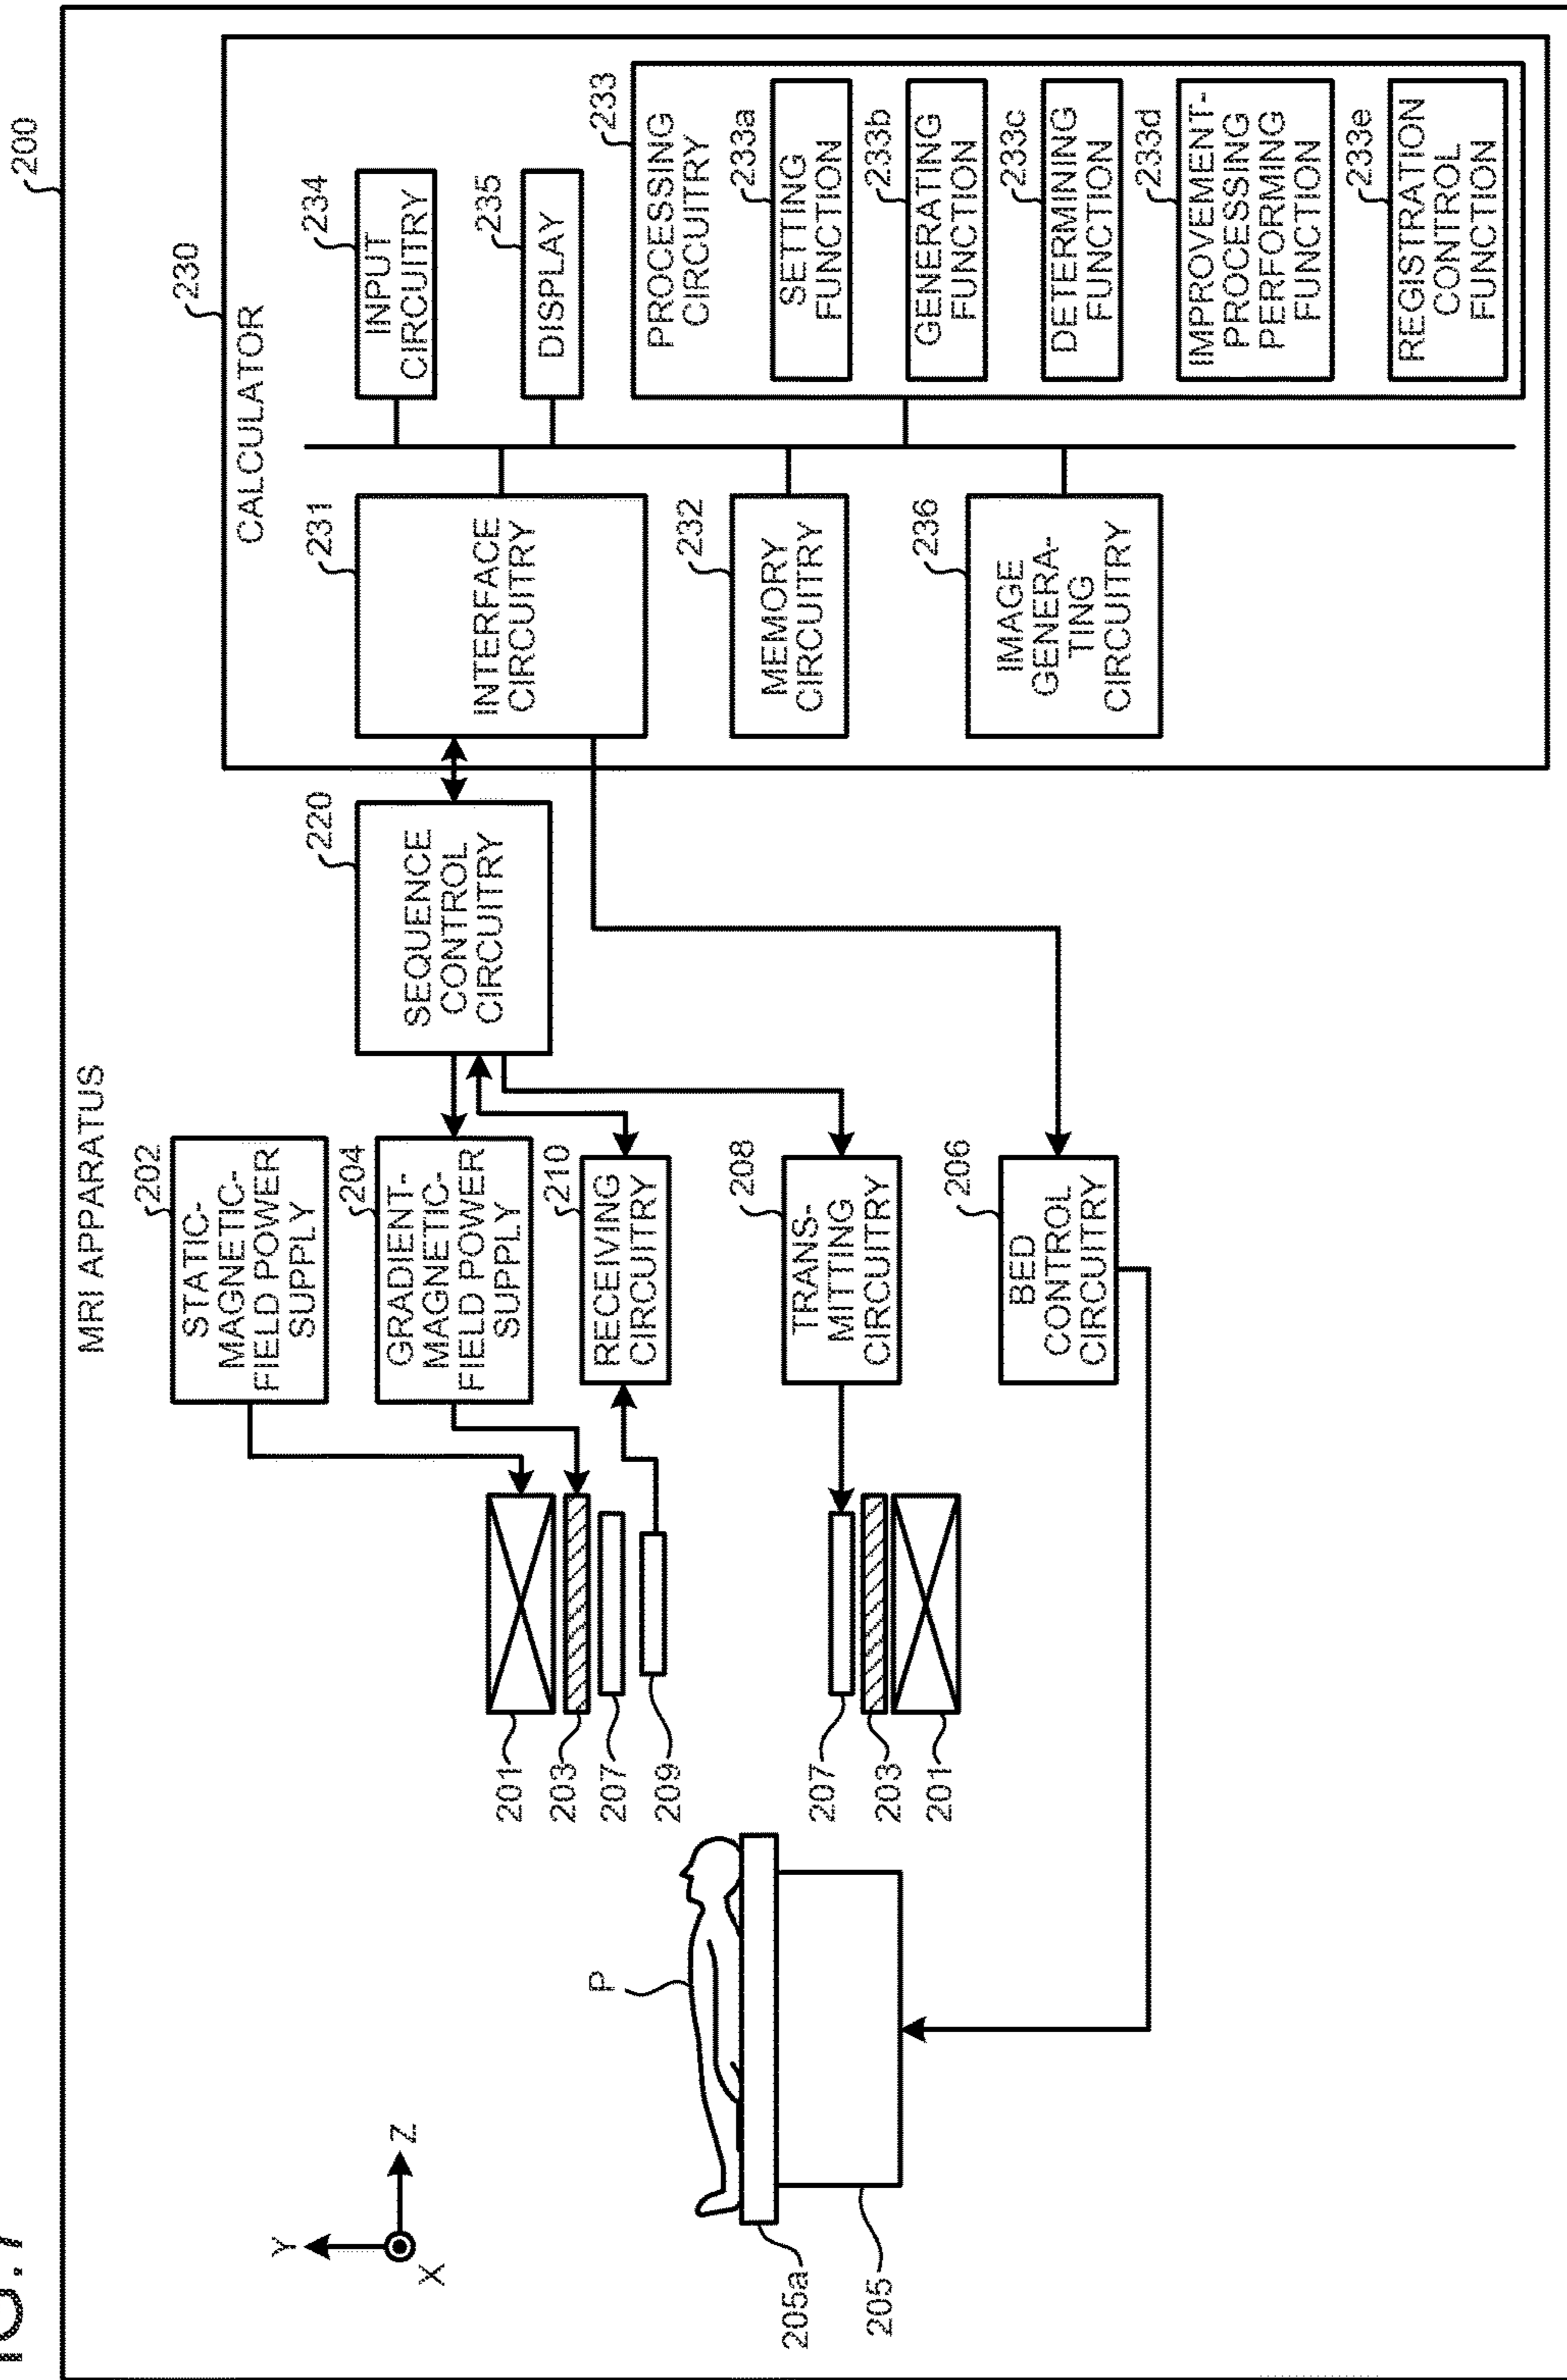 200
MRI APPARATUS
202
STATIC-
MAGNETIC-
FIELD POWER
SUPPLY
204
GRADIENT-
MAGNETIC-
FIELD POWER
SUPPLY
210
RECEIVING
CIRCUITRY
208
TRANS-
MITTING
CIRCUITRY
206
BED
CONTROL
CIRCUITRY
220
SEQUENCE
CONTROL
CIRCUITRY
230
CALCULATOR
231
INTERFACE
CIRCUITRY
232
MEMORY
CIRCUITRY
236
IMAGE
GENERA-
TING
CIRCUITRY
234
INPUT
CIRCUITRY
235
DISPLAY
233
PROCESSING
CIRCUITRY
233a
SETTING
FUNCTION
233b
GENERATING
FUNCTION
233c
DETERMINING
FUNCTION
233d
IMPROVEMENT-
PROCESSING
PERFORMING
FUNCTION
233e
REGISTRATION
CONTROL
FUNCTION
201
203
207
209
207
203
201
P
Y
Z
X
205a
205